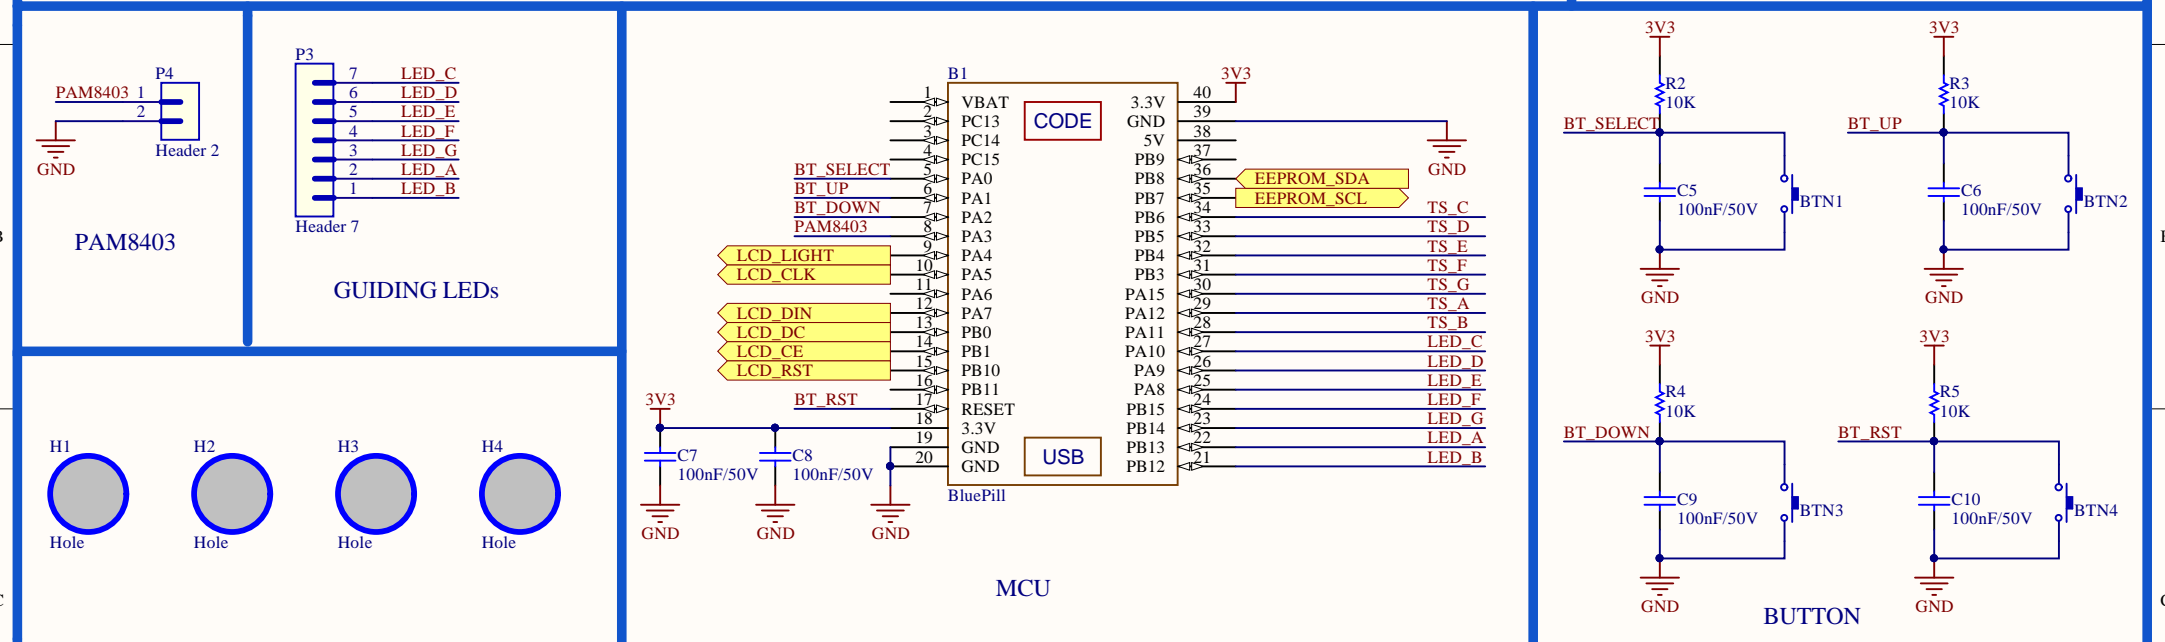 P4
PAM8403 1
2
GND
Header 2
PAM8403
P3
7 LED_C
6 LED_D
5 LED_E
4 LED_F
3 LED_G
2 LED_A
1 LED_B
Header 7
GUIDING LEDs
H1
Hole
H2
Hole
H3
Hole
H4
Hole
B1
CODE
USB
1 VBAT
2 PC13
3 PC14
4 PC15
BT_SELECT 5 PA0
BT_UP 6 PA1
BT_DOWN 7 PA2
PAM8403 8 PA3
LCD_LIGHT 9 PA4
LCD_CLK 10 PA5
11 PA6
LCD_DIN 12 PA7
LCD_DC 13 PB0
LCD_CE 14 PB1
LCD_RST 15 PB10
16 PB11
BT_RST 17 RESET
18 3.3V
19 GND
20 GND
3V3
3.3V 40
GND 39
GND
5V 38
PB9 37
PB8 36 EEPROM_SDA
PB7 35 EEPROM_SCL
PB6 34 TS_C
PB5 33 TS_D
PB4 32 TS_E
PB3 31 TS_F
PA15 30 TS_G
PA12 29 TS_A
PA11 28 TS_B
PA10 27 LED_C
PA9 26 LED_D
PA8 25 LED_E
PB15 24 LED_F
PB14 23 LED_G
PB13 22 LED_A
PB12 21 LED_B
BluePill
3V3
C7
100nF/50V
GND
C8
100nF/50V
GND
GND
MCU
3V3
R2
10K
BT_SELECT
C5
100nF/50V
BTN1
GND
3V3
R3
10K
BT_UP
C6
100nF/50V
BTN2
GND
3V3
R4
10K
BT_DOWN
C9
100nF/50V
BTN3
GND
3V3
R5
10K
BT_RST
C10
100nF/50V
BTN4
GND
BUTTON